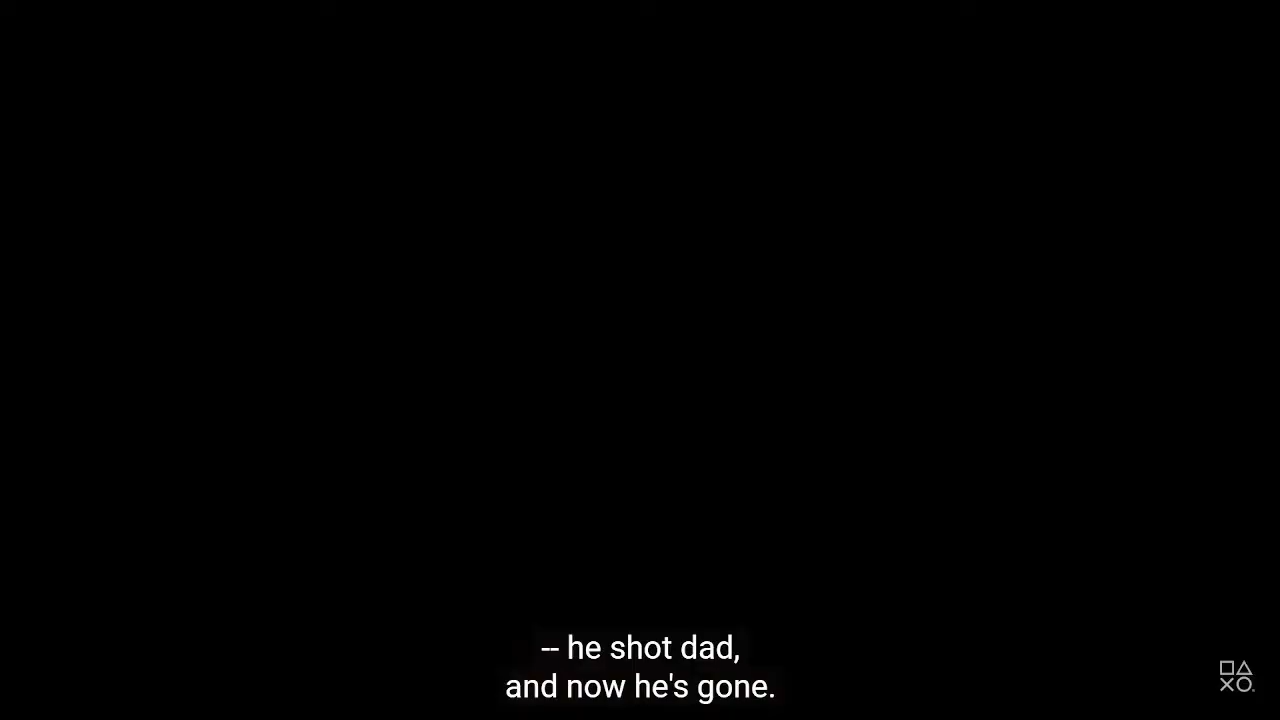 -- he shot dad,
and now he's gone.